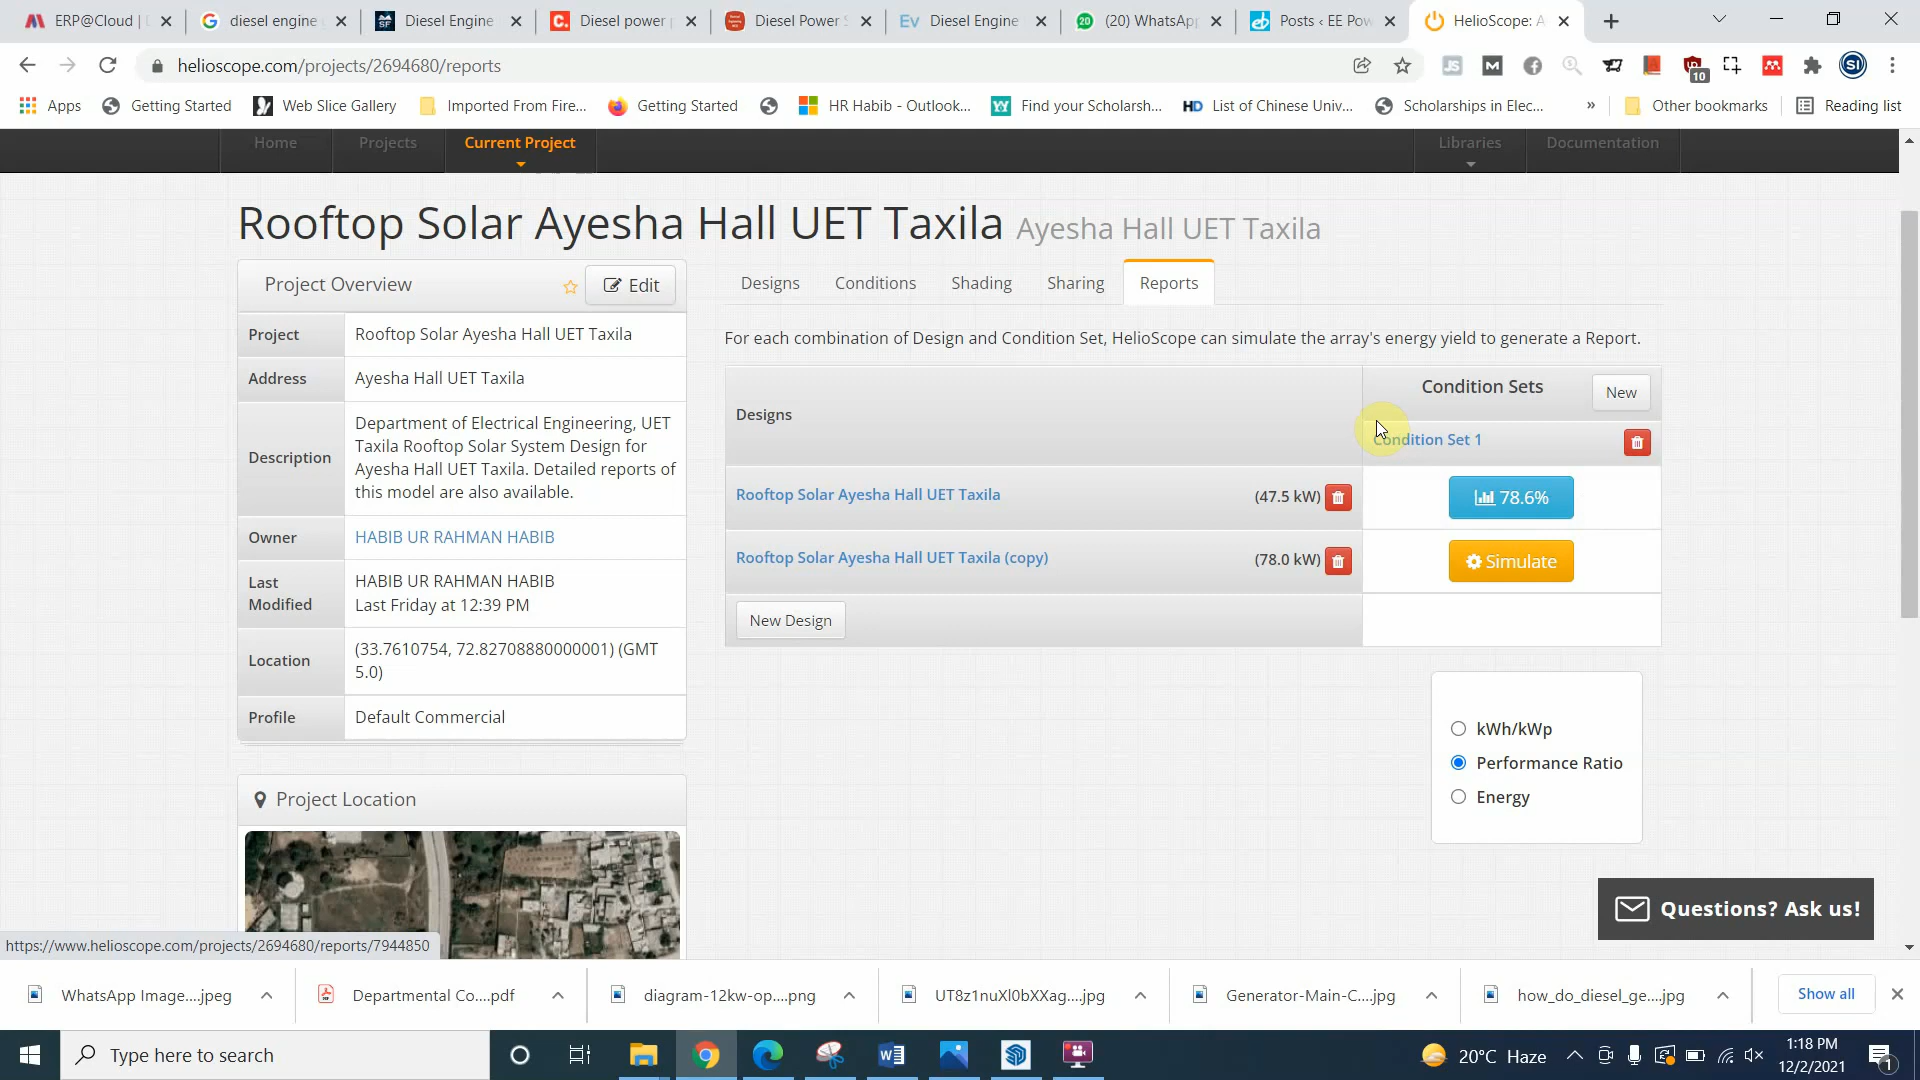 ERP@Cloud |
diesel engine
Diesel Engine
Diesel power p
Diesel Power S
Diesel Engine
(20) WhatsApp
Posts ‹ EE Pow
HelioScope: A
helioscope.com/projects/2694680/reports
10
SI
Apps
Getting Started
Web Slice Gallery
Imported From Fire...
Getting Started
HR Habib - Outlook...
Find your Scholarsh...
List of Chinese Univ...
Scholarships in Elec...
»
Other bookmarks
Reading list
Home
Projects
Current Project
Libraries
Documentation
Rooftop Solar Ayesha Hall UET Taxila Ayesha Hall UET Taxila
Project Overview
Edit
Project
Rooftop Solar Ayesha Hall UET Taxila
Address
Ayesha Hall UET Taxila
Description
Department of Electrical Engineering, UET
Taxila Rooftop Solar System Design for
Ayesha Hall UET Taxila. Detailed reports of
this model are also available.
Owner
HABIB UR RAHMAN HABIB
Last
Modified
HABIB UR RAHMAN HABIB
Last Friday at 12:39 PM
Location
(33.7610754, 72.82708880000001) (GMT
5.0)
Profile
Default Commercial
Project Location
Designs
Conditions
Shading
Sharing
Reports
For each combination of Design and Condition Set, HelioScope can simulate the array's energy yield to generate a Report.
Designs
Condition Sets
New
Condition Set 1
Rooftop Solar Ayesha Hall UET Taxila
(47.5 kW)
78.6%
Rooftop Solar Ayesha Hall UET Taxila (copy)
(78.0 kW)
Simulate
New Design
kWh/kWp
Performance Ratio
Energy
Questions? Ask us!
https://www.helioscope.com/projects/2694680/reports/7944850
WhatsApp Image....jpeg
Departmental Co....pdf
diagram-12kw-op....png
UT8z1nuXl0bXXag....jpg
Generator-Main-C....jpg
how_do_diesel_ge....jpg
Show all
Type here to search
20°C Haze
1:18 PM
12/2/2021
1